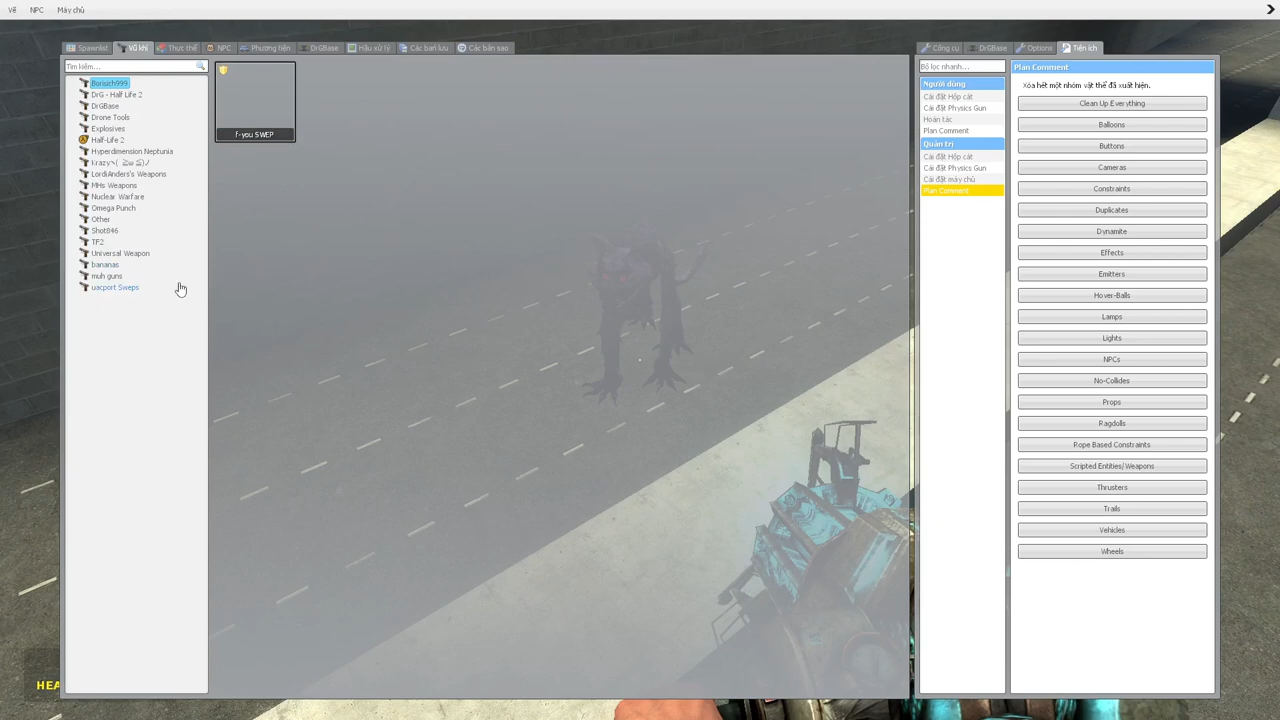 Vẽ NPC Máy chủ
Spawnlist Vũ khí Thực thể NPC Phương tiện DrGBase Hậu xử lý Các bản lưu Các bản sao
Công cụ DrGBase Options Tiện ích
Tìm kiếm...
Borisich999
DrG - Half Life 2
DrGBase
Drone Tools
Explosives
Half-Life 2
Hyperdimension Neptunia
LordiAnders's Weapons
MHs Weapons
Nuclear Warfare
Omega Punch
Other
Shot846
TF2
Universal Weapon
bananas
muh guns
uacport Sweps
f-you SWEP
Bộ lọc nhanh...
Người dùng
Cài đặt Hộp cát
Cài đặt Physics Gun
Hoàn tác
Plan Comment
Quản trị
Cài đặt Hộp cát
Cài đặt Physics Gun
Cài đặt máy chủ
Plan Comment
Plan Comment
Xóa hết một nhóm vật thể đã xuất hiện.
Clean Up Everything
Balloons
Buttons
Cameras
Constraints
Duplicates
Dynamite
Effects
Emitters
Hover-Balls
Lamps
Lights
NPCs
No-Collides
Props
Ragdolls
Rope Based Constraints
Scripted Entities/Weapons
Thrusters
Trails
Vehicles
Wheels
HEA